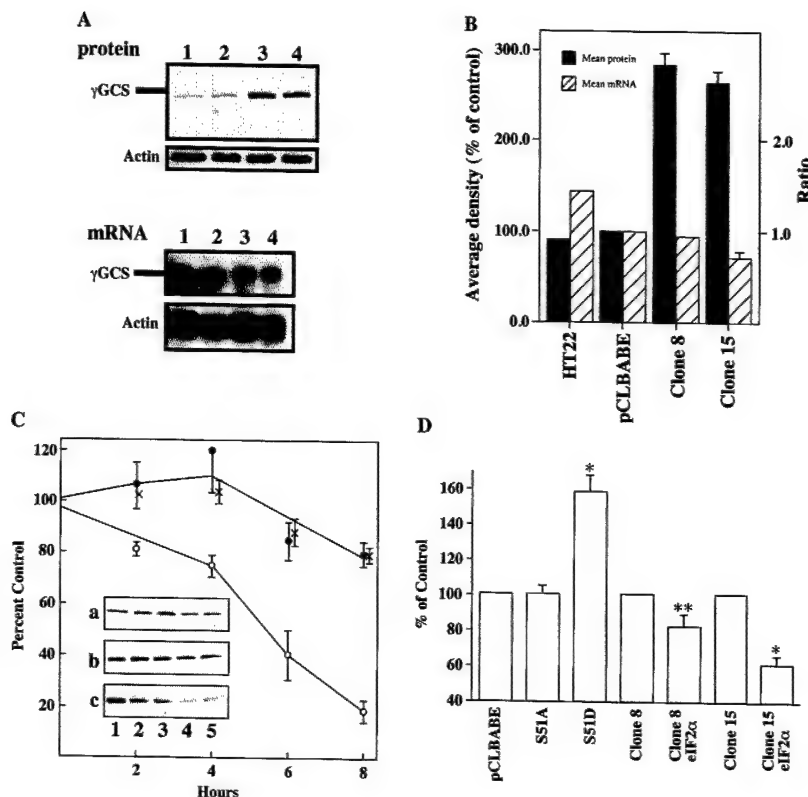 A
protein
1 2 3 4
γGCS
Actin
mRNA
1 2 3 4
γGCS
Actin
B
Average density (% of control)
300.0
200.0
100.0
0.0
Mean protein
Mean mRNA
2.0
1.0
Ratio
HT22
pCLBABE
Clone 8
Clone 15
C
Percent Control
120
100
80
60
40
20
a
b
c
1 2 3 4 5
2 4 6 8
Hours
D
% of Control
160
140
120
100
80
60
40
*
**
*
pCLBABE
S51A
S51D
Clone 8
Clone 8
eIF2α
Clone 15
Clone 15
eIF2α